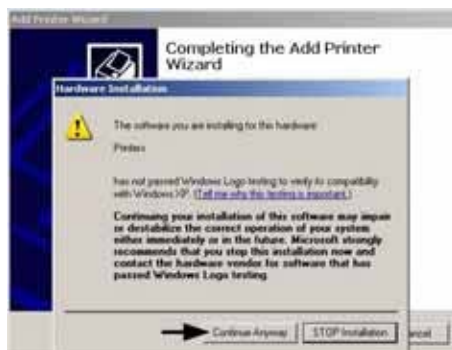 Add Printer Wizard
Completing the Add Printer
Wizard
Hardware Installation
The software you are installing for this hardware:
Printers
has not passed Windows Logo testing to verify its compatibility
with Windows XP. (Tell me why this testing is important.)
Continuing your installation of this software may impair
or destabilize the correct operation of your system
either immediately or in the future. Microsoft strongly
recommends that you stop this installation now and
contact the hardware vendor for software that has
passed Windows Logo testing.
Continue Anyway STOP Installation ancel